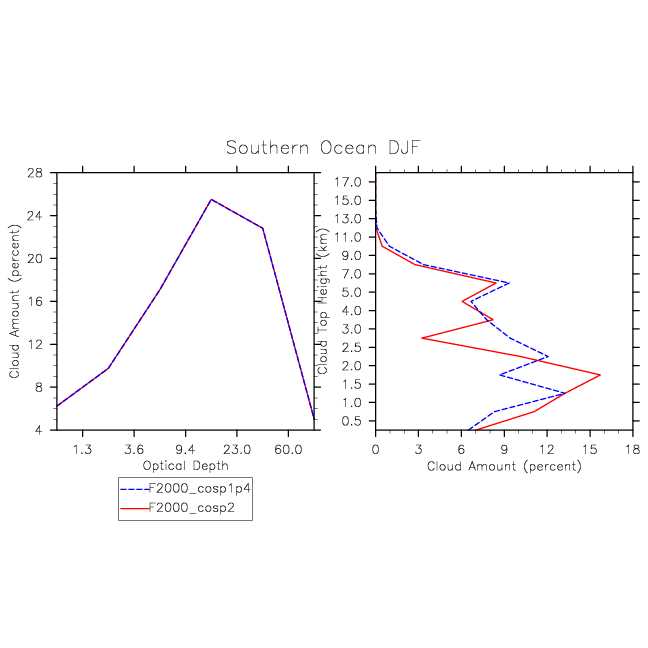 Southern Ocean DJF
Cloud Amount (percent)
28
24
20
16
12
8
4
1.3 3.6 9.4 23.0 60.0
Optical Depth
Cloud Top Height (km)
17.0
15.0
13.0
11.0
9.0
7.0
5.0
4.0
3.0
2.5
2.0
1.5
1.0
0.5
0 3 6 9 12 15 18
Cloud Amount (percent)
F2000_cosp1p4
F2000_cosp2